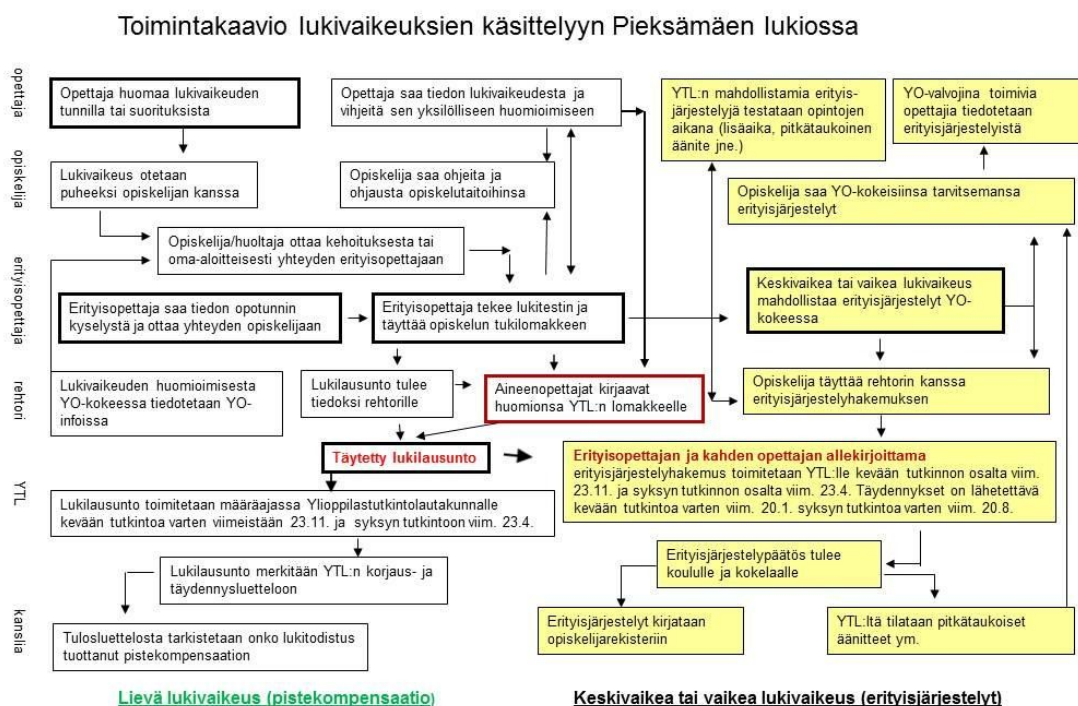 Toimintakaavio lukivaikeuksien käsittelyyn Pieksämäen lukiossa
opettaja
Opettaja huomaa lukivaikeuden
tunnilla tai suorituksista
Opettaja saa tiedon lukivaikeudesta ja
vihjeitä sen yksilölliseen huomioimiseen
YTL:n mahdollistamia erityis-
järjestelyjä testataan opintojen
aikana (lisäaika, pitkätaukoinen
äänite jne.)
YO-valvojina toimivia
opettajia tiedotetaan
erityisjärjestelyistä
opiskelija
Lukivaikeus otetaan
puheeksi opiskelijan kanssa
Opiskelija saa ohjeita ja
ohjausta opiskelutaitoihinsa
Opiskelija saa YO-kokeisiinsa tarvitsemansa
erityisjärjestelyt
Opiskelija/huoltaja ottaa kehoituksesta tai
oma-aloitteisesti yhteyden erityisopettajaan
erityisopettaja
Erityisopettaja saa tiedon opotunnin
kyselystä ja ottaa yhteyden opiskelijaan
Erityisopettaja tekee lukitestin ja
täyttää opiskelun tukilomakkeen
Keskivaikea tai vaikea lukivaikeus
mahdollistaa erityisjärjestelyt YO-
kokeessa
rehtori
Lukivaikeuden huomioimisesta
YO-kokeessa tiedotetaan YO-
infoissa
Lukilausunto tulee
tiedoksi rehtorille
Aineenopettajat kirjaavat
huomionsa YTL:n lomakkeelle
Opiskelija täyttää rehtorin kanssa
erityisjärjestelyhakemuksen
Täytetty lukilausunto
Erityisopettajan ja kahden opettajan allekirjoittama
erityisjärjestelyhakemus toimitetaan YTL:lle kevään tutkinnon osalta viim.
23.11. ja syksyn tutkinnon osalta viim. 23.4. Täydennykset on lähetettävä
kevään tutkintoa varten viim. 20.1. syksyn tutkintoa varten viim. 20.8.
YTL
Lukilausunto toimitetaan määräajassa Ylioppilastutkintolautakunnalle
kevään tutkintoa varten viimeistään 23.11. ja syksyn tutkintoon viim. 23.4.
Lukilausunto merkitään YTL:n korjaus- ja
täydennysluetteloon
Erityisjärjestelypäätös tulee
koululle ja kokelaalle
kanslia
Tulosluettelosta tarkistetaan onko lukitodistus
tuottanut pistekompensaation
Erityisjärjestelyt kirjataan
opiskelijarekisteriin
YTL:ltä tilataan pitkätaukoiset
äänitteet ym.
Lievä lukivaikeus (pistekompensaatio)
Keskivaikea tai vaikea lukivaikeus (erityisjärjestelyt)